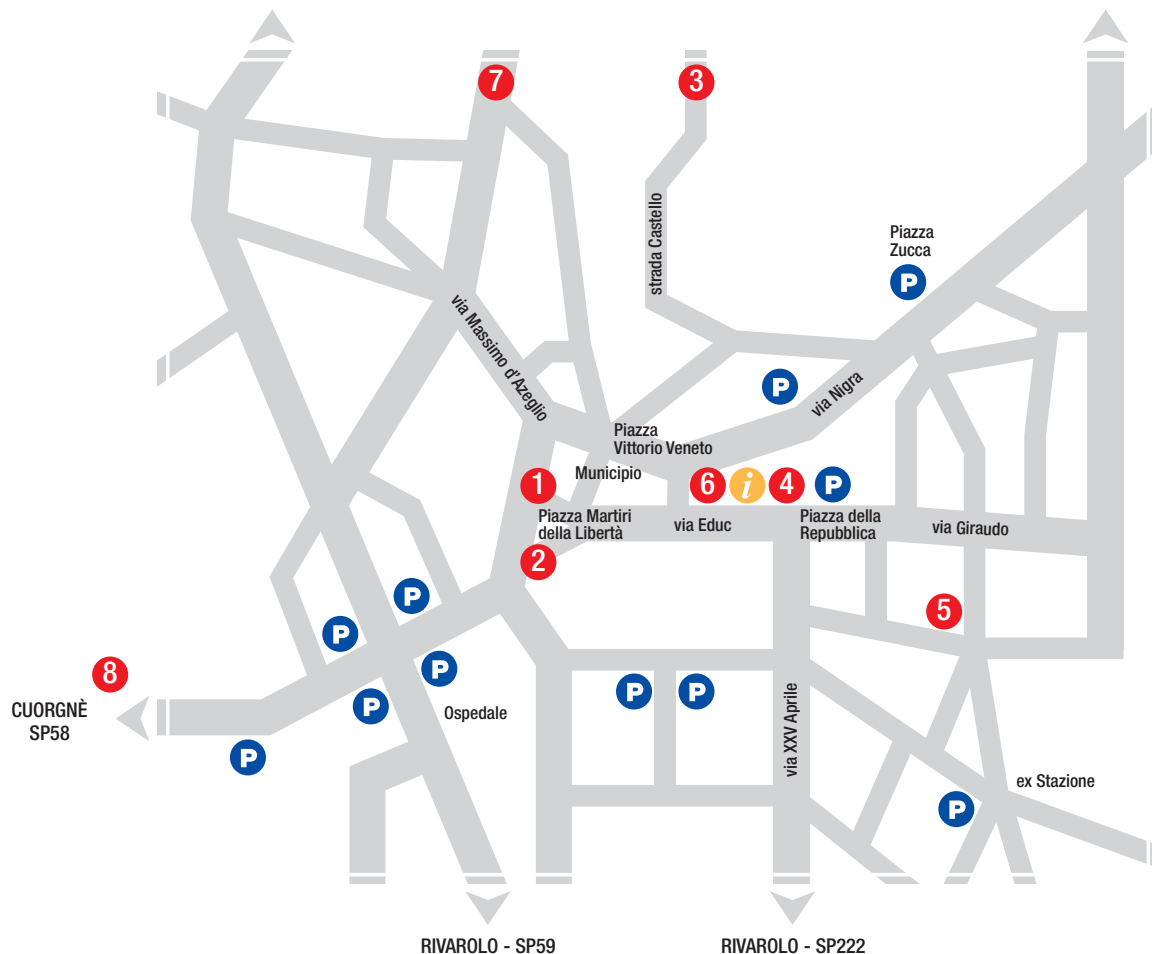 7
3
strada Castello
Piazza
Zucca
P
via Massimo d'Azeglio
P
via Nigra
Piazza
Vittorio Veneto
Municipio
1
6
i
4
P
Piazza Martiri
della Libertà
via Educ
Piazza della
Repubblica
via Giraudo
2
P
5
P
8
P
P
P
P
CUORGNÈ
SP58
Ospedale
via XXV Aprile
P
ex Stazione
P
RIVAROLO - SP59
RIVAROLO - SP222